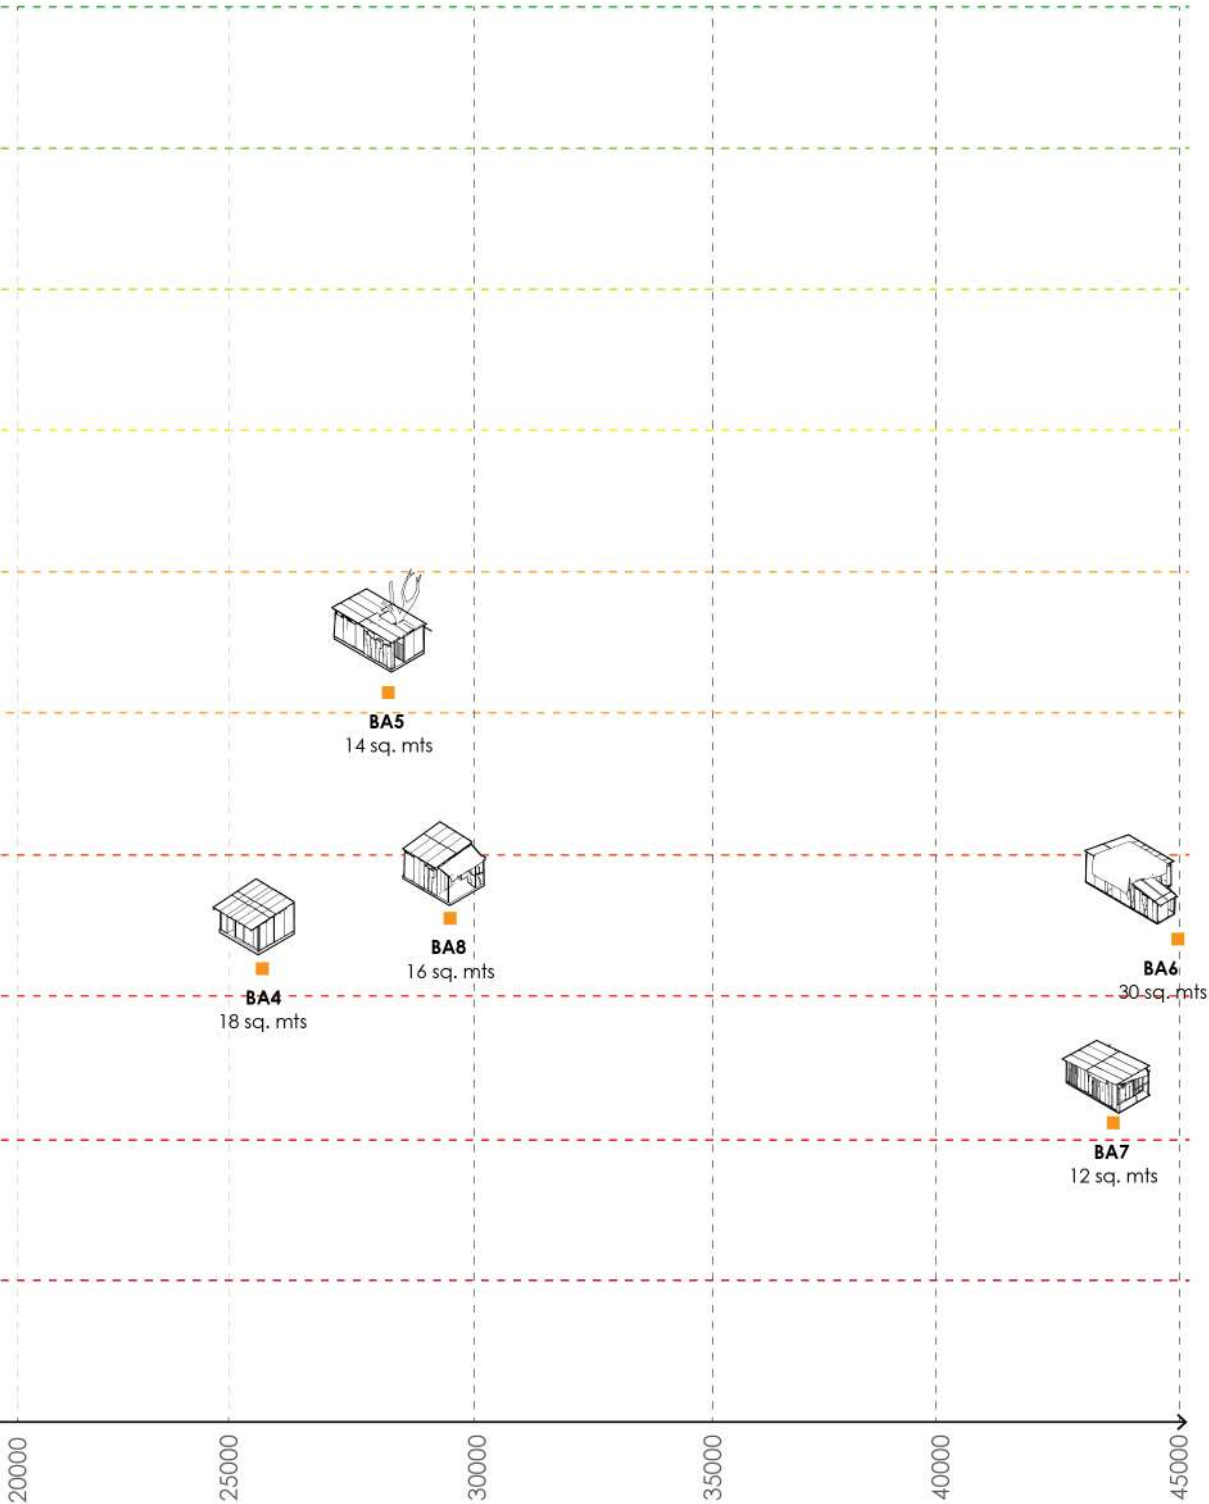 BA5
14 sq. mts
BA8
16 sq. mts
BA4
18 sq. mts
BA6
30 sq. mts
BA7
12 sq. mts
20000
25000
30000
35000
40000
45000